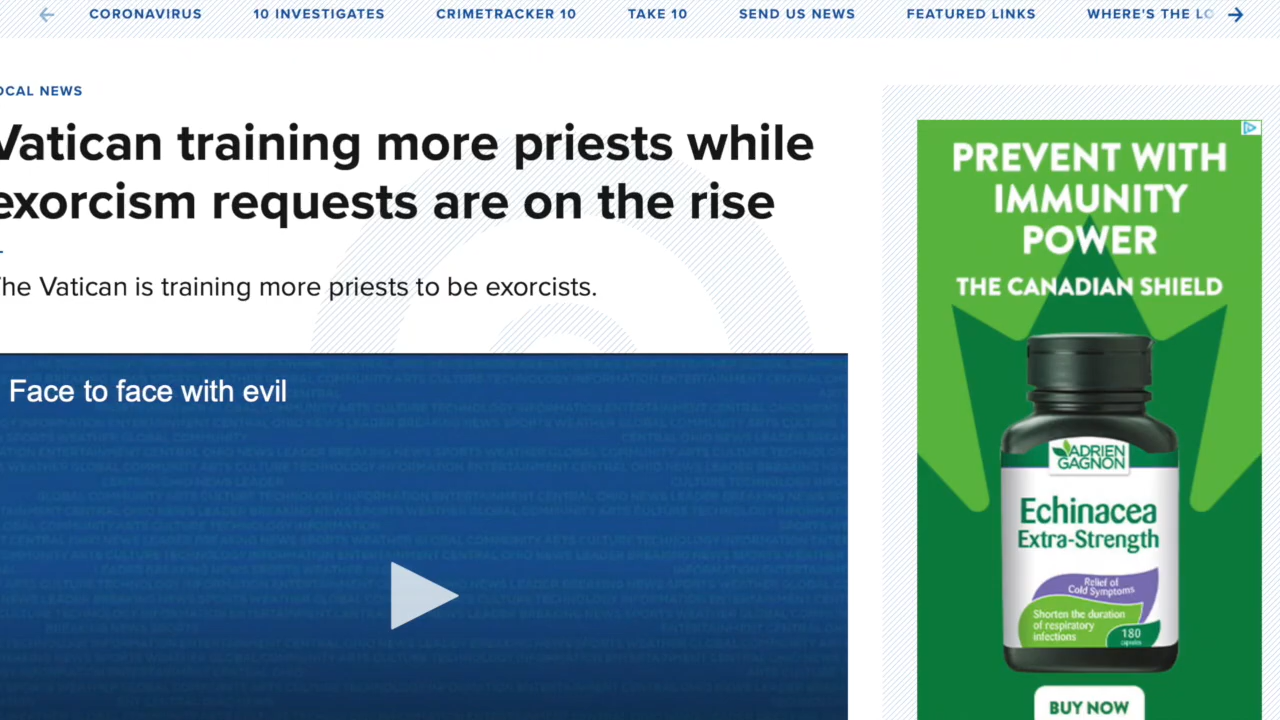 CORONAVIRUS 10 INVESTIGATES CRIMETRACKER 10 TAKE 10 SEND US NEWS FEATURED LINKS WHERE'S THE LO
OCAL NEWS
Vatican training more priests while
exorcism requests are on the rise
The Vatican is training more priests to be exorcists.
Face to face with evil
PREVENT WITH
IMMUNITY
POWER
THE CANADIAN SHIELD
ADRIEN
GAGNON
Echinacea
Extra-Strength
Relief of
Cold Symptoms
Shorten the duration
of respiratory
infections
180
capsules
BUY NOW